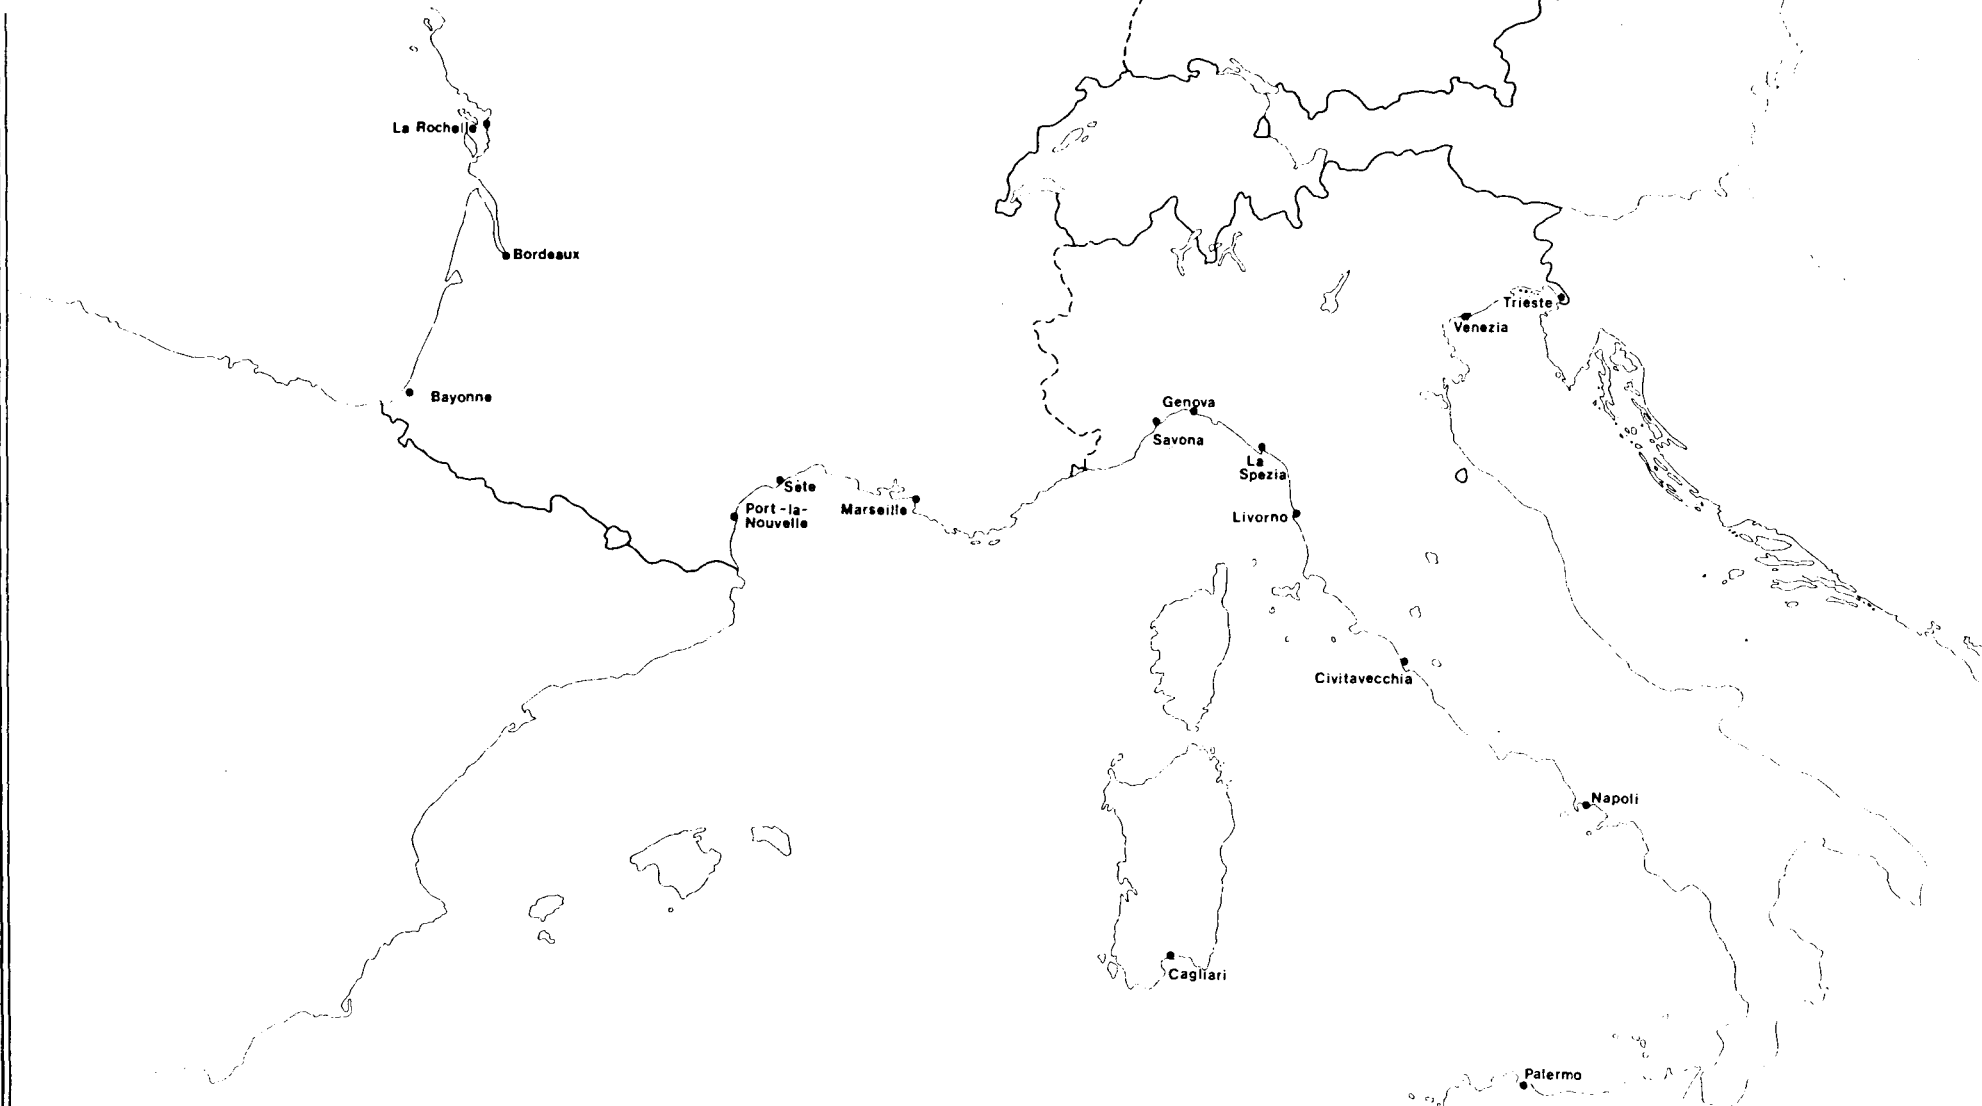 La Rochelle
Bordeaux
Trieste
Venezia
Bayonne
Genova
Savona
La
Spezia
Sète
Port-la-
Nouvelle
Marseille
Livorno
Civitavecchia
Napoli
Cagliari
Palermo